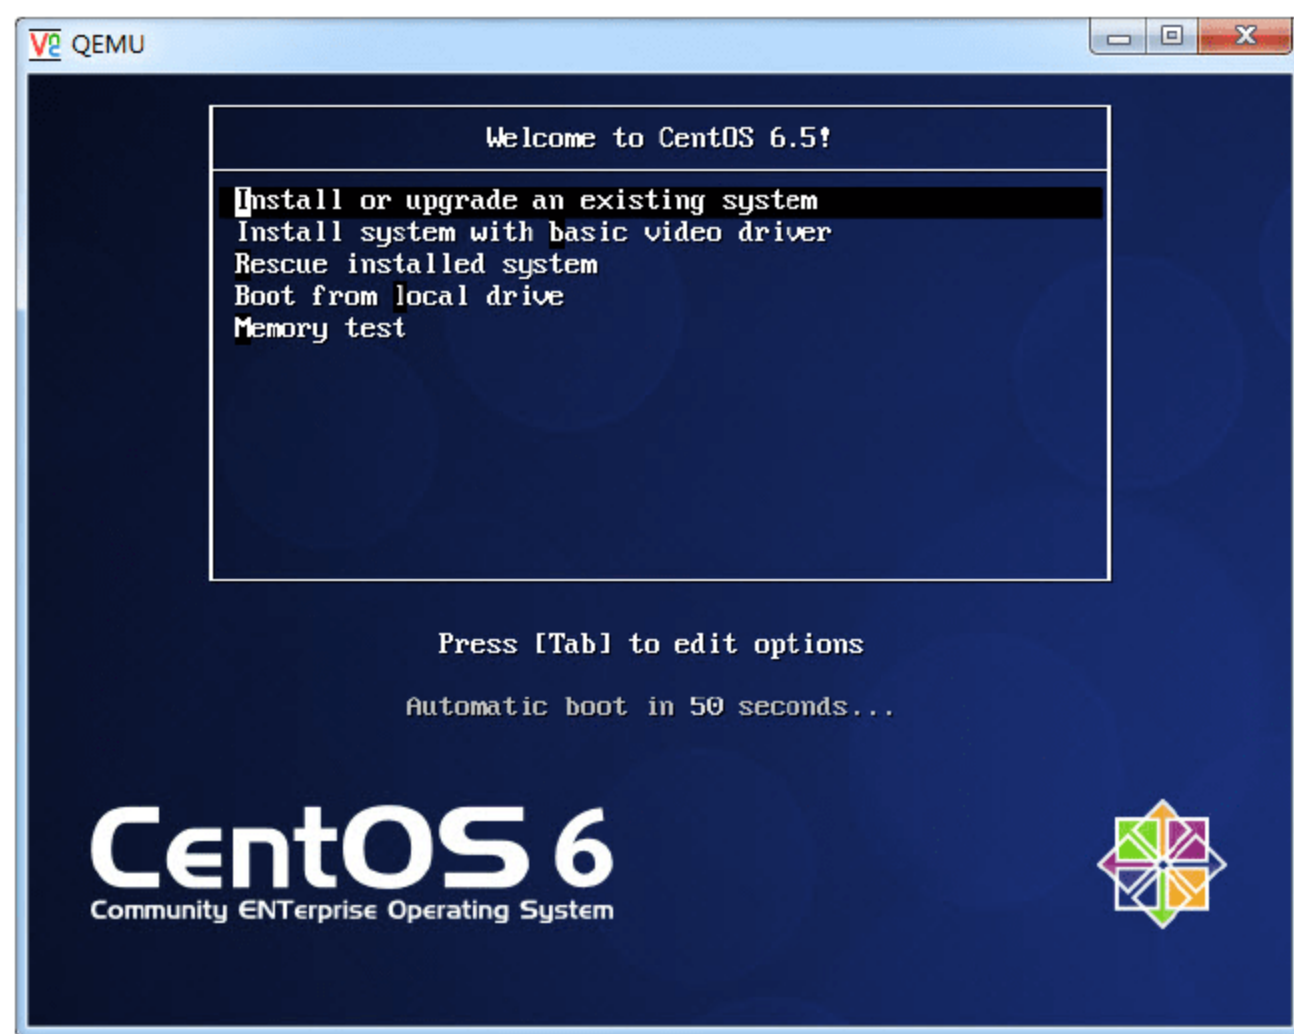 QEMU
Welcome to CentOS 6.5!
Install or upgrade an existing system
Install system with basic video driver
Rescue installed system
Boot from local drive
Memory test
Press [Tab] to edit options
Automatic boot in 50 seconds...
CentOS 6
Community ENTerprise Operating System